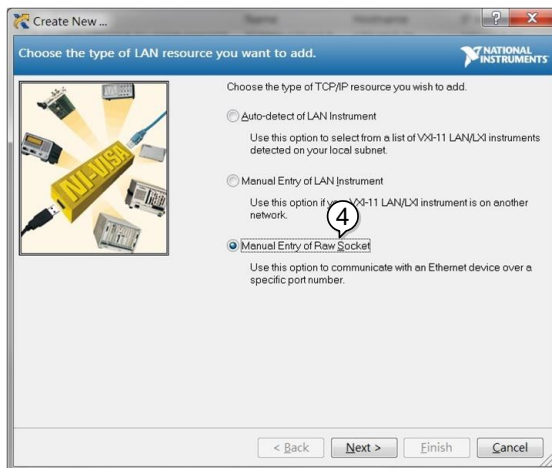 Create New ...
Choose the type of LAN resource you want to add.
NATIONAL
INSTRUMENTS
NI-VISA
Choose the type of TCP/IP resource you wish to add.
Auto-detect of LAN Instrument
Use this option to select from a list of VXI-11 LAN/LXI instruments
detected on your local subnet.
Manual Entry of LAN Instrument
Use this option if VXI-11 LAN/LXI instrument is on another
network.
4
Manual Entry of Raw Socket
Use this option to communicate with an Ethernet device over a
specific port number.
< Back Next > Finish Cancel